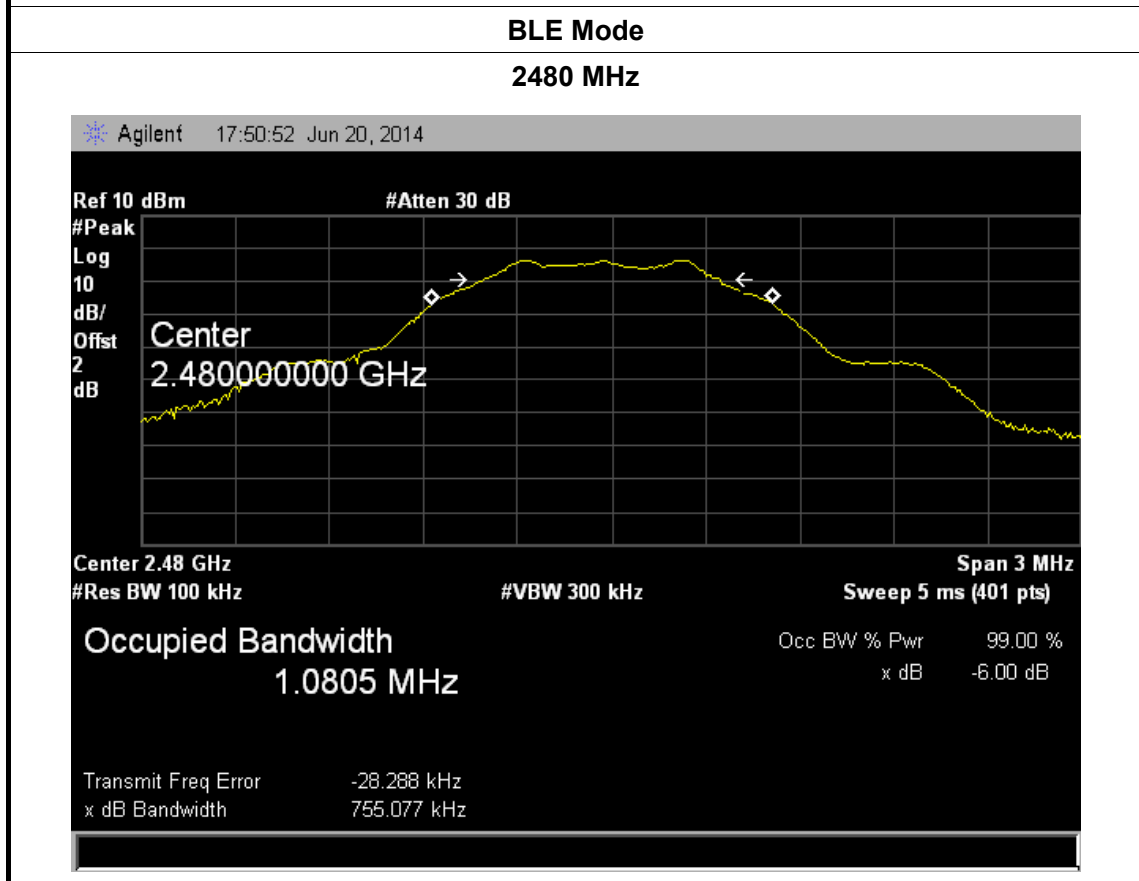 BLE Mode
2480 MHz
Agilent 17:50:52 Jun 20, 2014
Ref 10 dBm #Atten 30 dB
#Peak
Log
10
dB/
Offst
2
dB
Center
2.480000000 GHz
Center 2.48 GHz Span 3 MHz
#Res BW 100 kHz #VBW 300 kHz Sweep 5 ms (401 pts)
Occupied Bandwidth Occ BW % Pwr 99.00 %
1.0805 MHz x dB -6.00 dB
Transmit Freq Error -28.288 kHz
x dB Bandwidth 755.077 kHz